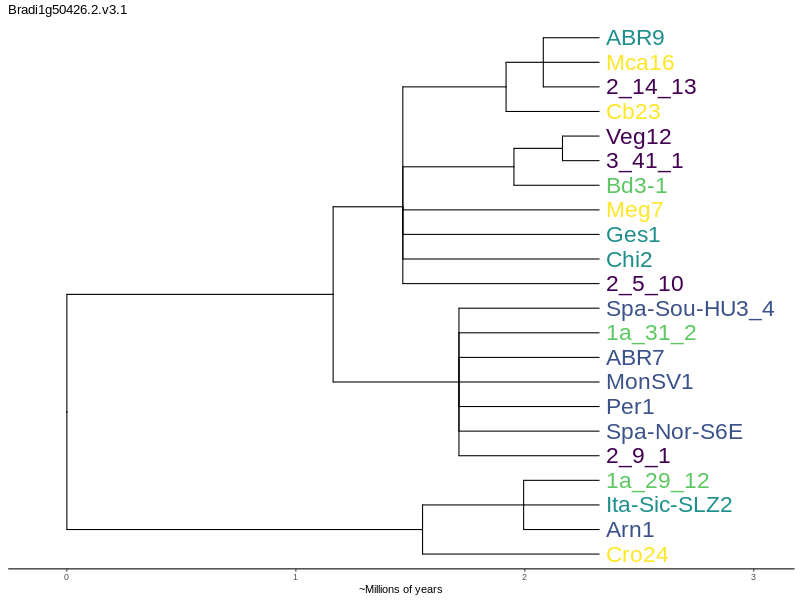 Bradi1g50426.2.v3.1
ABR9
Mca16
2_14_13
Cb23
Veg12
3_41_1
Bd3-1
Meg7
Ges1
Chi2
2_5_10
Spa-Sou-HU3_4
1a_31_2
ABR7
MonSV1
Per1
Spa-Nor-S6E
2_9_1
1a_29_12
Ita-Sic-SLZ2
Arn1
Cro24
0 1 2 3
~Millions of years